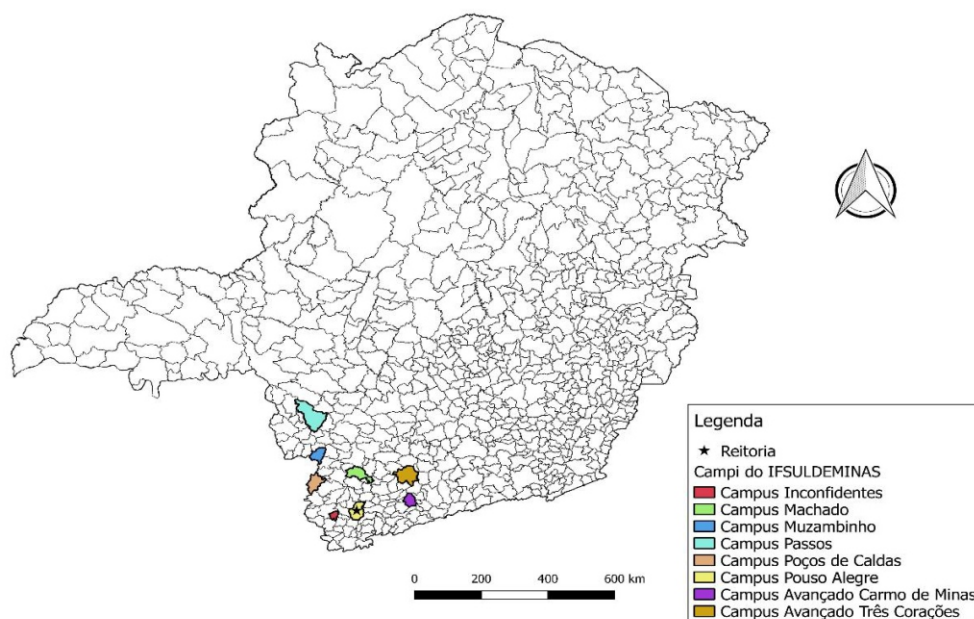 Legenda
★ Reitoria
Campi do IFSULDEMINAS
Campus Inconfidentes
Campus Machado
Campus Muzambinho
Campus Passos
Campus Poços de Caldas
Campus Pouso Alegre
Campus Avançado Carmo de Minas
Campus Avançado Três Corações
0 200 400 600 km